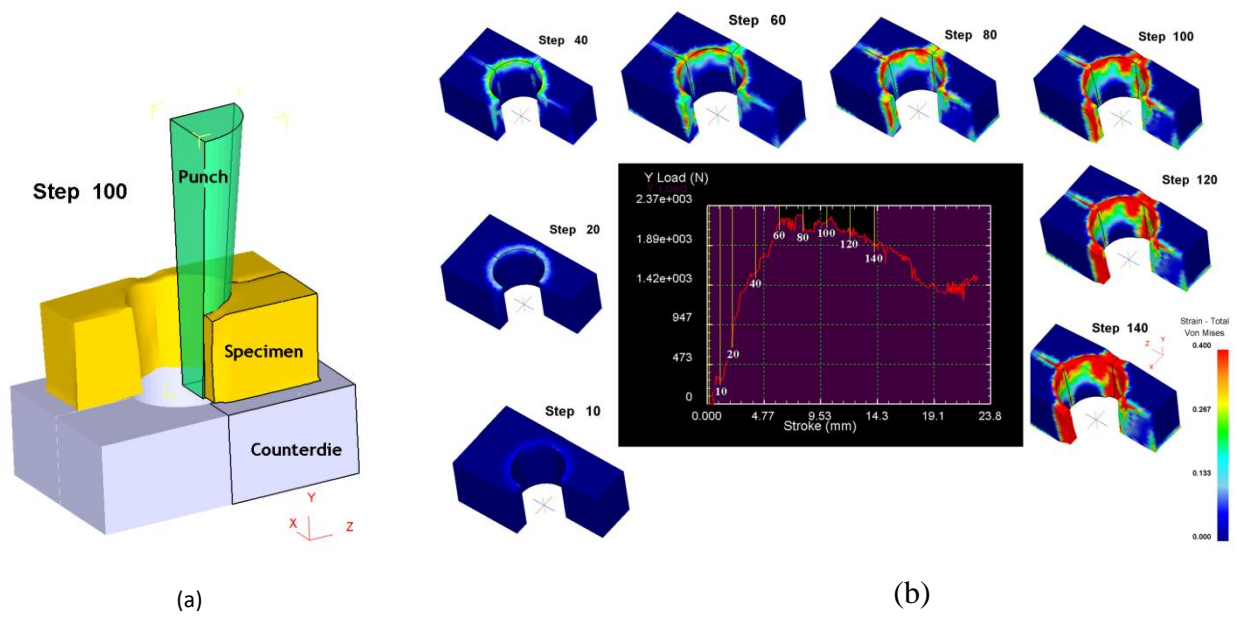 Step 100
Punch
Specimen
Counterdie
Y
X
Z
(a)
Step 40
Step 60
Step 80
Step 100
Step 20
Step 120
Step 10
Step 140
Y Load (N)
Y Load
2.37e+003
1.89e+003
1.42e+003
947
473
0
10
20
40
60
80
100
120
140
0.000
4.77
9.53
14.3
19.1
23.8
Stroke (mm)
Z
Y
X
Strain - Total
Von Mises
0.400
0.267
0.133
0.000
(b)